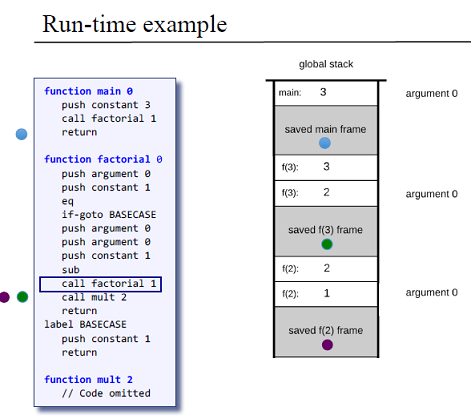 Run-time example
function main 0
push constant 3
call factorial 1
return
function factorial 0
push argument 0
push constant 1
eq
if-goto BASECASE
push argument 0
push argument 0
push constant 1
sub
call factorial 1
call mult 2
return
label BASECASE
push constant 1
return
function mult 2
// Code omitted
global stack
main: 3 argument 0
saved main frame
f(3): 3
f(3): 2 argument 0
saved f(3) frame
f(2): 2
f(2): 1 argument 0
saved f(2) frame